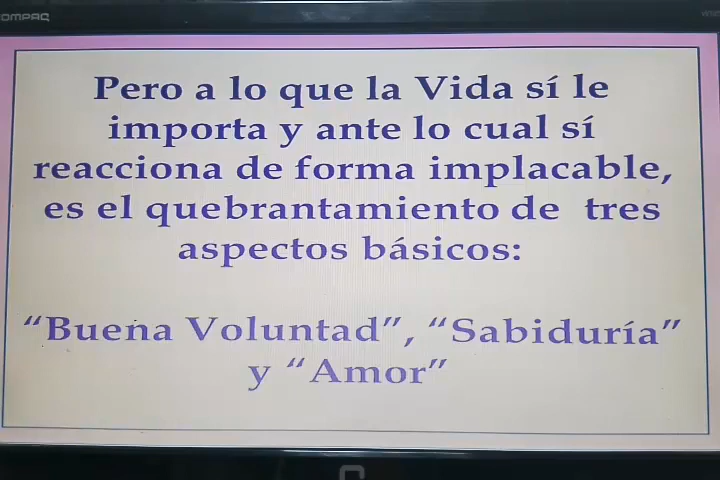 COMPAQ
Pero a lo que la Vida sí le
importa y ante lo cual sí
reacciona de forma implacable,
es el quebrantamiento de tres
aspectos básicos:
“Buena Voluntad”, “Sabiduría”
y “Amor”